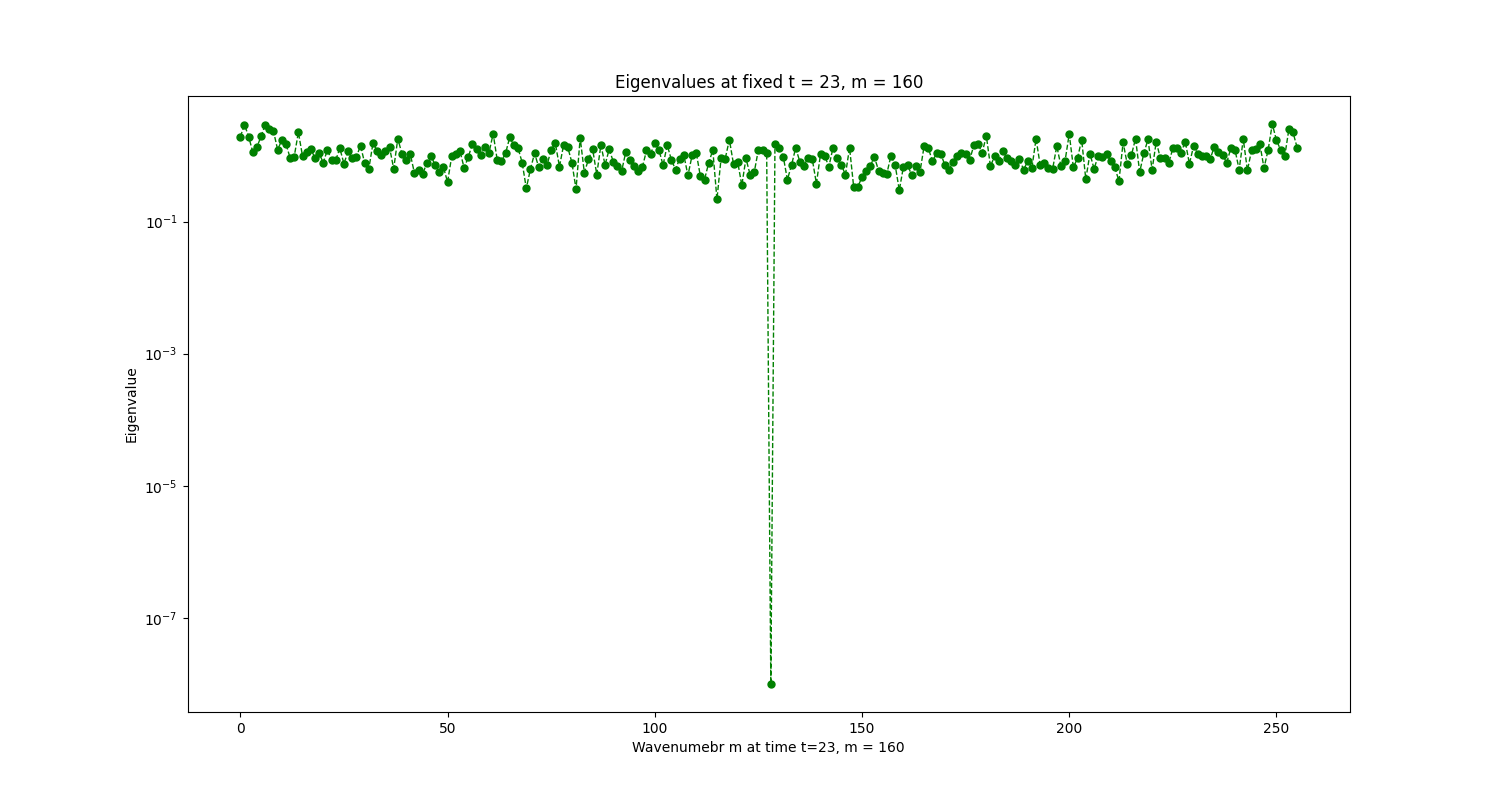 Eigenvalues at fixed t = 23, m = 160
10⁻¹
10⁻³
10⁻⁵
10⁻⁷
Eigenvalue
0 50 100 150 200 250
Wavenumebr m at time t=23, m = 160